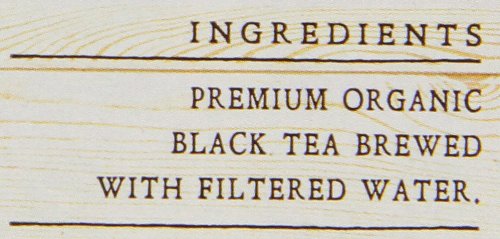 INGREDIENTS
PREMIUM ORGANIC
BLACK TEA BREWED
WITH FILTERED WATER.